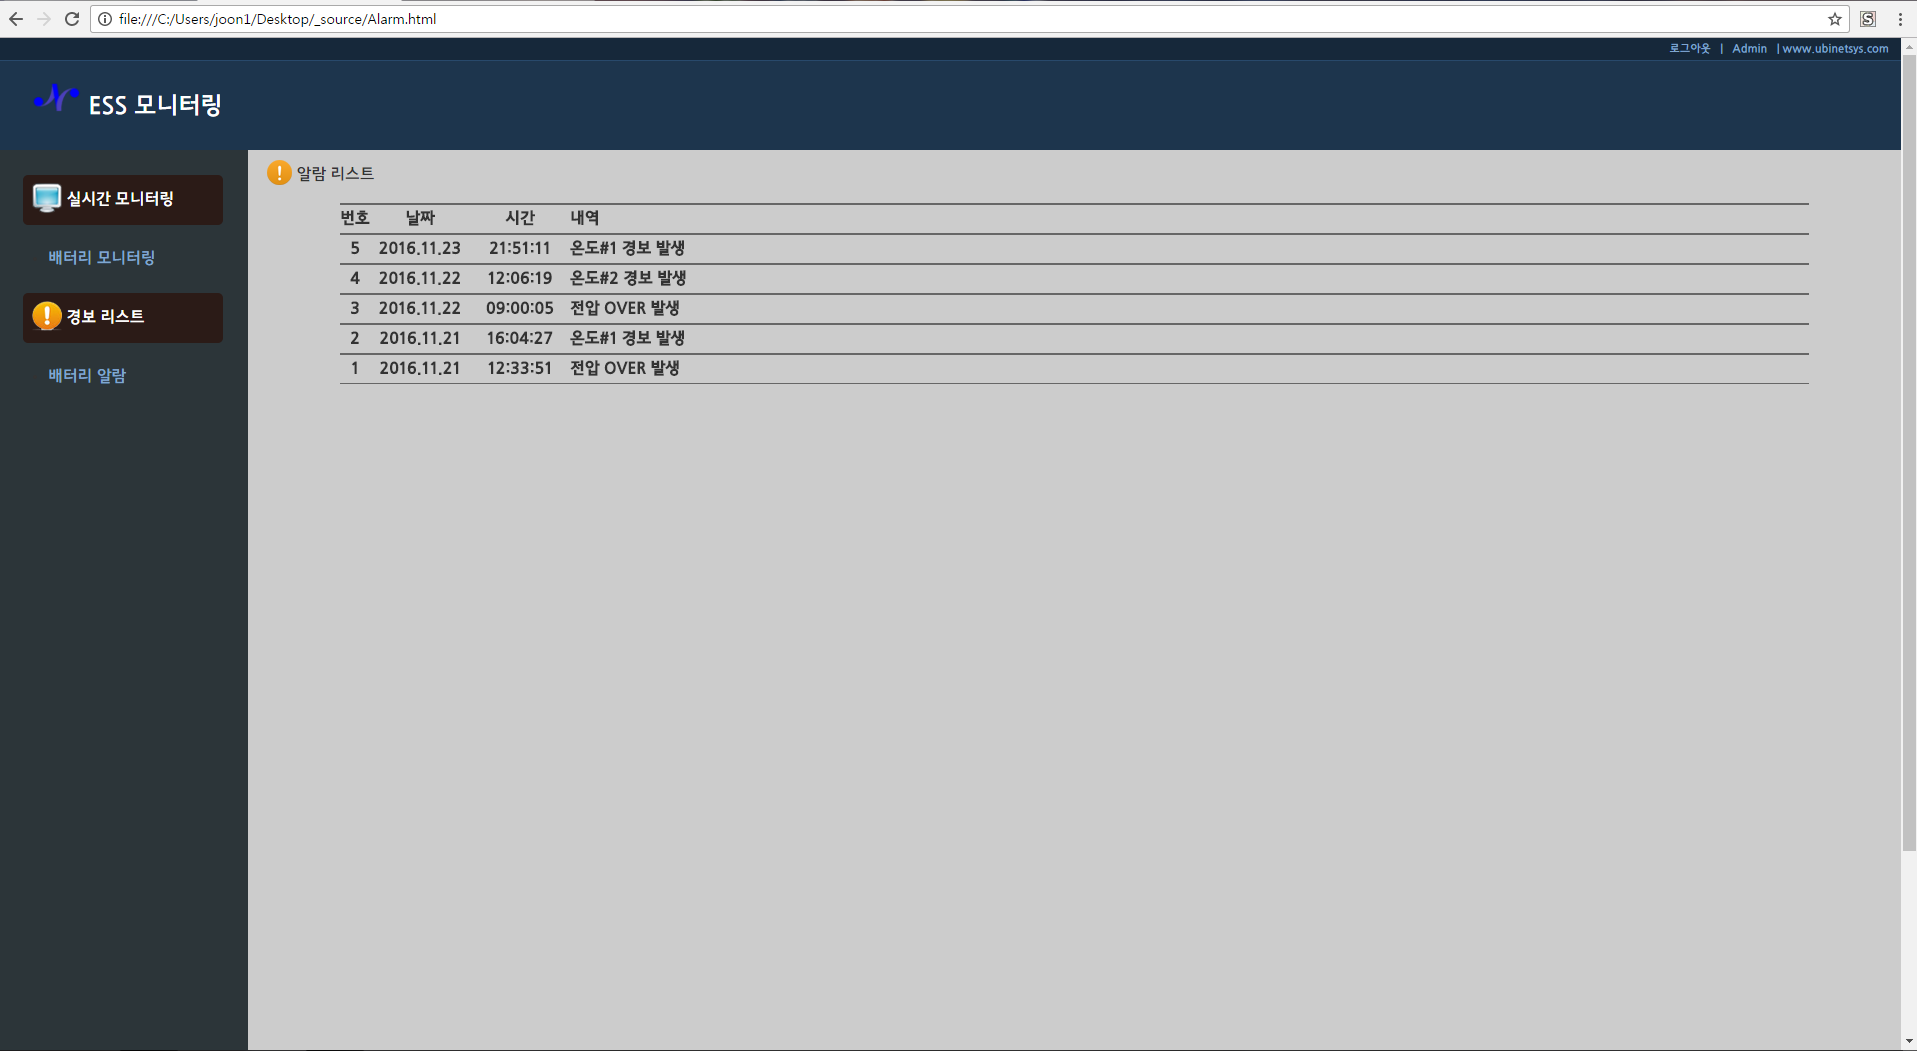 file:///C:/Users/joon1/Desktop/_source/Alarm.html
로그아웃 | Admin | www.ubinetsys.com
ESS 모니터링
실시간 모니터링
배터리 모니터링
경보 리스트
배터리 알람
알람 리스트
번호 날짜 시간 내역
5 2016.11.23 21:51:11 온도#1 경보 발생
4 2016.11.22 12:06:19 온도#2 경보 발생
3 2016.11.22 09:00:05 전압 OVER 발생
2 2016.11.21 16:04:27 온도#1 경보 발생
1 2016.11.21 12:33:51 전압 OVER 발생